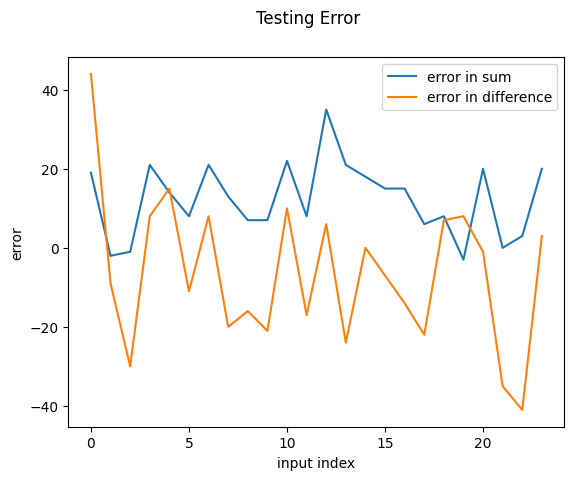 Testing Error
error in sum
error in difference
error
40
20
0
−20
−40
0
5
10
15
20
input index